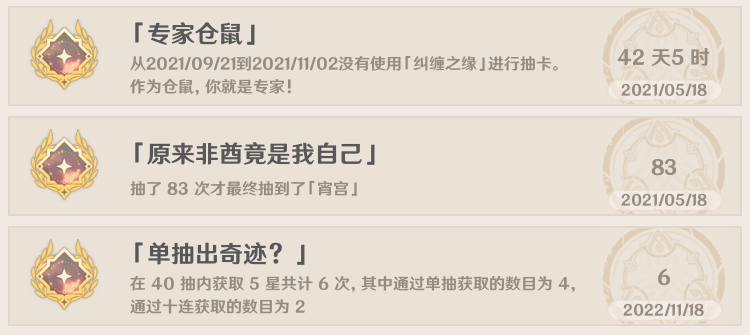 「专家仓鼠」
从2021/09/21到2021/11/02没有使用「纠缠之缘」进行抽卡。
作为仓鼠，你就是专家！
42 天5 时
2021/05/18
「原来非酋竟是我自己」
抽了 83 次才最终抽到了「宵宫」
83
2021/05/18
「单抽出奇迹？」
在 40 抽内获取 5 星共计 6 次，其中通过单抽获取的数目为 4，
通过十连获取的数目为 2
6
2022/11/18